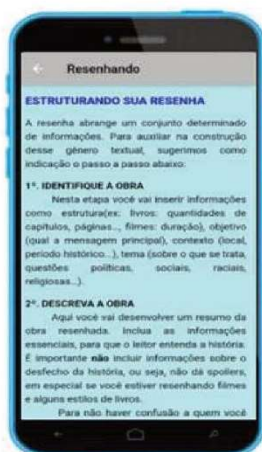 Resenhando
ESTRUTURANDO SUA RESENHA
A resenha abrange um conjunto determinado
de informações. Para auxiliar na construção
desse gênero textual, sugerimos como
indicação o passo a passo abaixo:
1º. IDENTIFIQUE A OBRA
Nesta etapa você vai inserir informações
como estrutura(ex: livros: quantidades de
capítulos, páginas..., filmes: duração), objetivo
(qual a mensagem principal), contexto (local,
período histórico...), tema (sobre o que se trata,
questões políticas, sociais, raciais,
religiosas...).
2º. DESCREVA A OBRA
Aqui você vai desenvolver um resumo da
obra resenhada. Inclua as informações
essenciais, para que o leitor entenda a história.
É importante não incluir informações sobre o
desfecho da história, ou seja, não dá spoilers,
em especial se você estiver resenhando filmes
e alguns estilos de livros.
Para não haver confusão a quem você